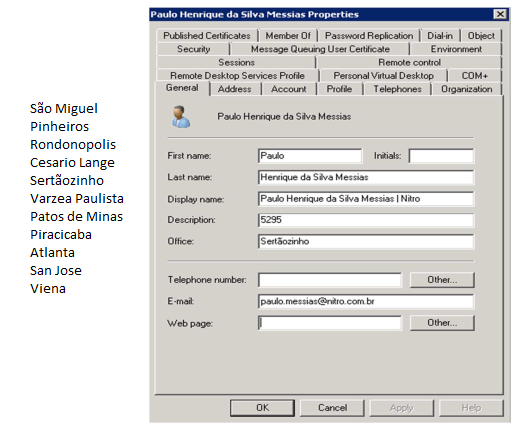 São Miguel
Pinheiros
Rondonopolis
Cesario Lange
Sertãozinho
Varzea Paulista
Patos de Minas
Piracicaba
Atlanta
San Jose
Viena
Paulo Henrique da Silva Messias Properties
Published Certificates Member Of Password Replication Dial-in Object
Security Message Queuing User Certificate Environment
Sessions Remote control
Remote Desktop Services Profile Personal Virtual Desktop COM+
General Address Account Profile Telephones Organization
Paulo Henrique da Silva Messias
First name: Paulo Initials:
Last name: Henrique da Silva Messias
Display name: Paulo Henrique da Silva Messias | Nitro
Description: 5295
Office: Sertãozinho
Telephone number: Other...
E-mail: paulo.messias@nitro.com.br
Web page: Other...
OK Cancel Apply Help